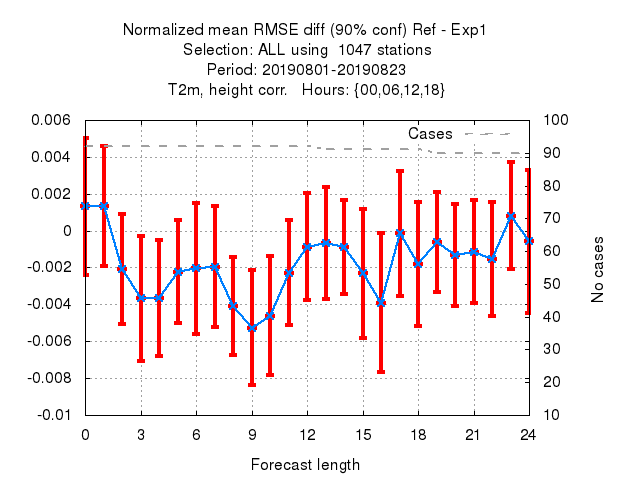 Normalized mean RMSE diff (90% conf) Ref - Exp1
Selection: ALL using  1047 stations
Period: 20190801-20190823
T2m, height corr.   Hours: {00,06,12,18}
Cases
0.006
0.004
0.002
0
-0.002
-0.004
-0.006
-0.008
-0.01
100
90
80
70
60
50
40
30
20
10
No cases
0 3 6 9 12 15 18 21 24
Forecast length